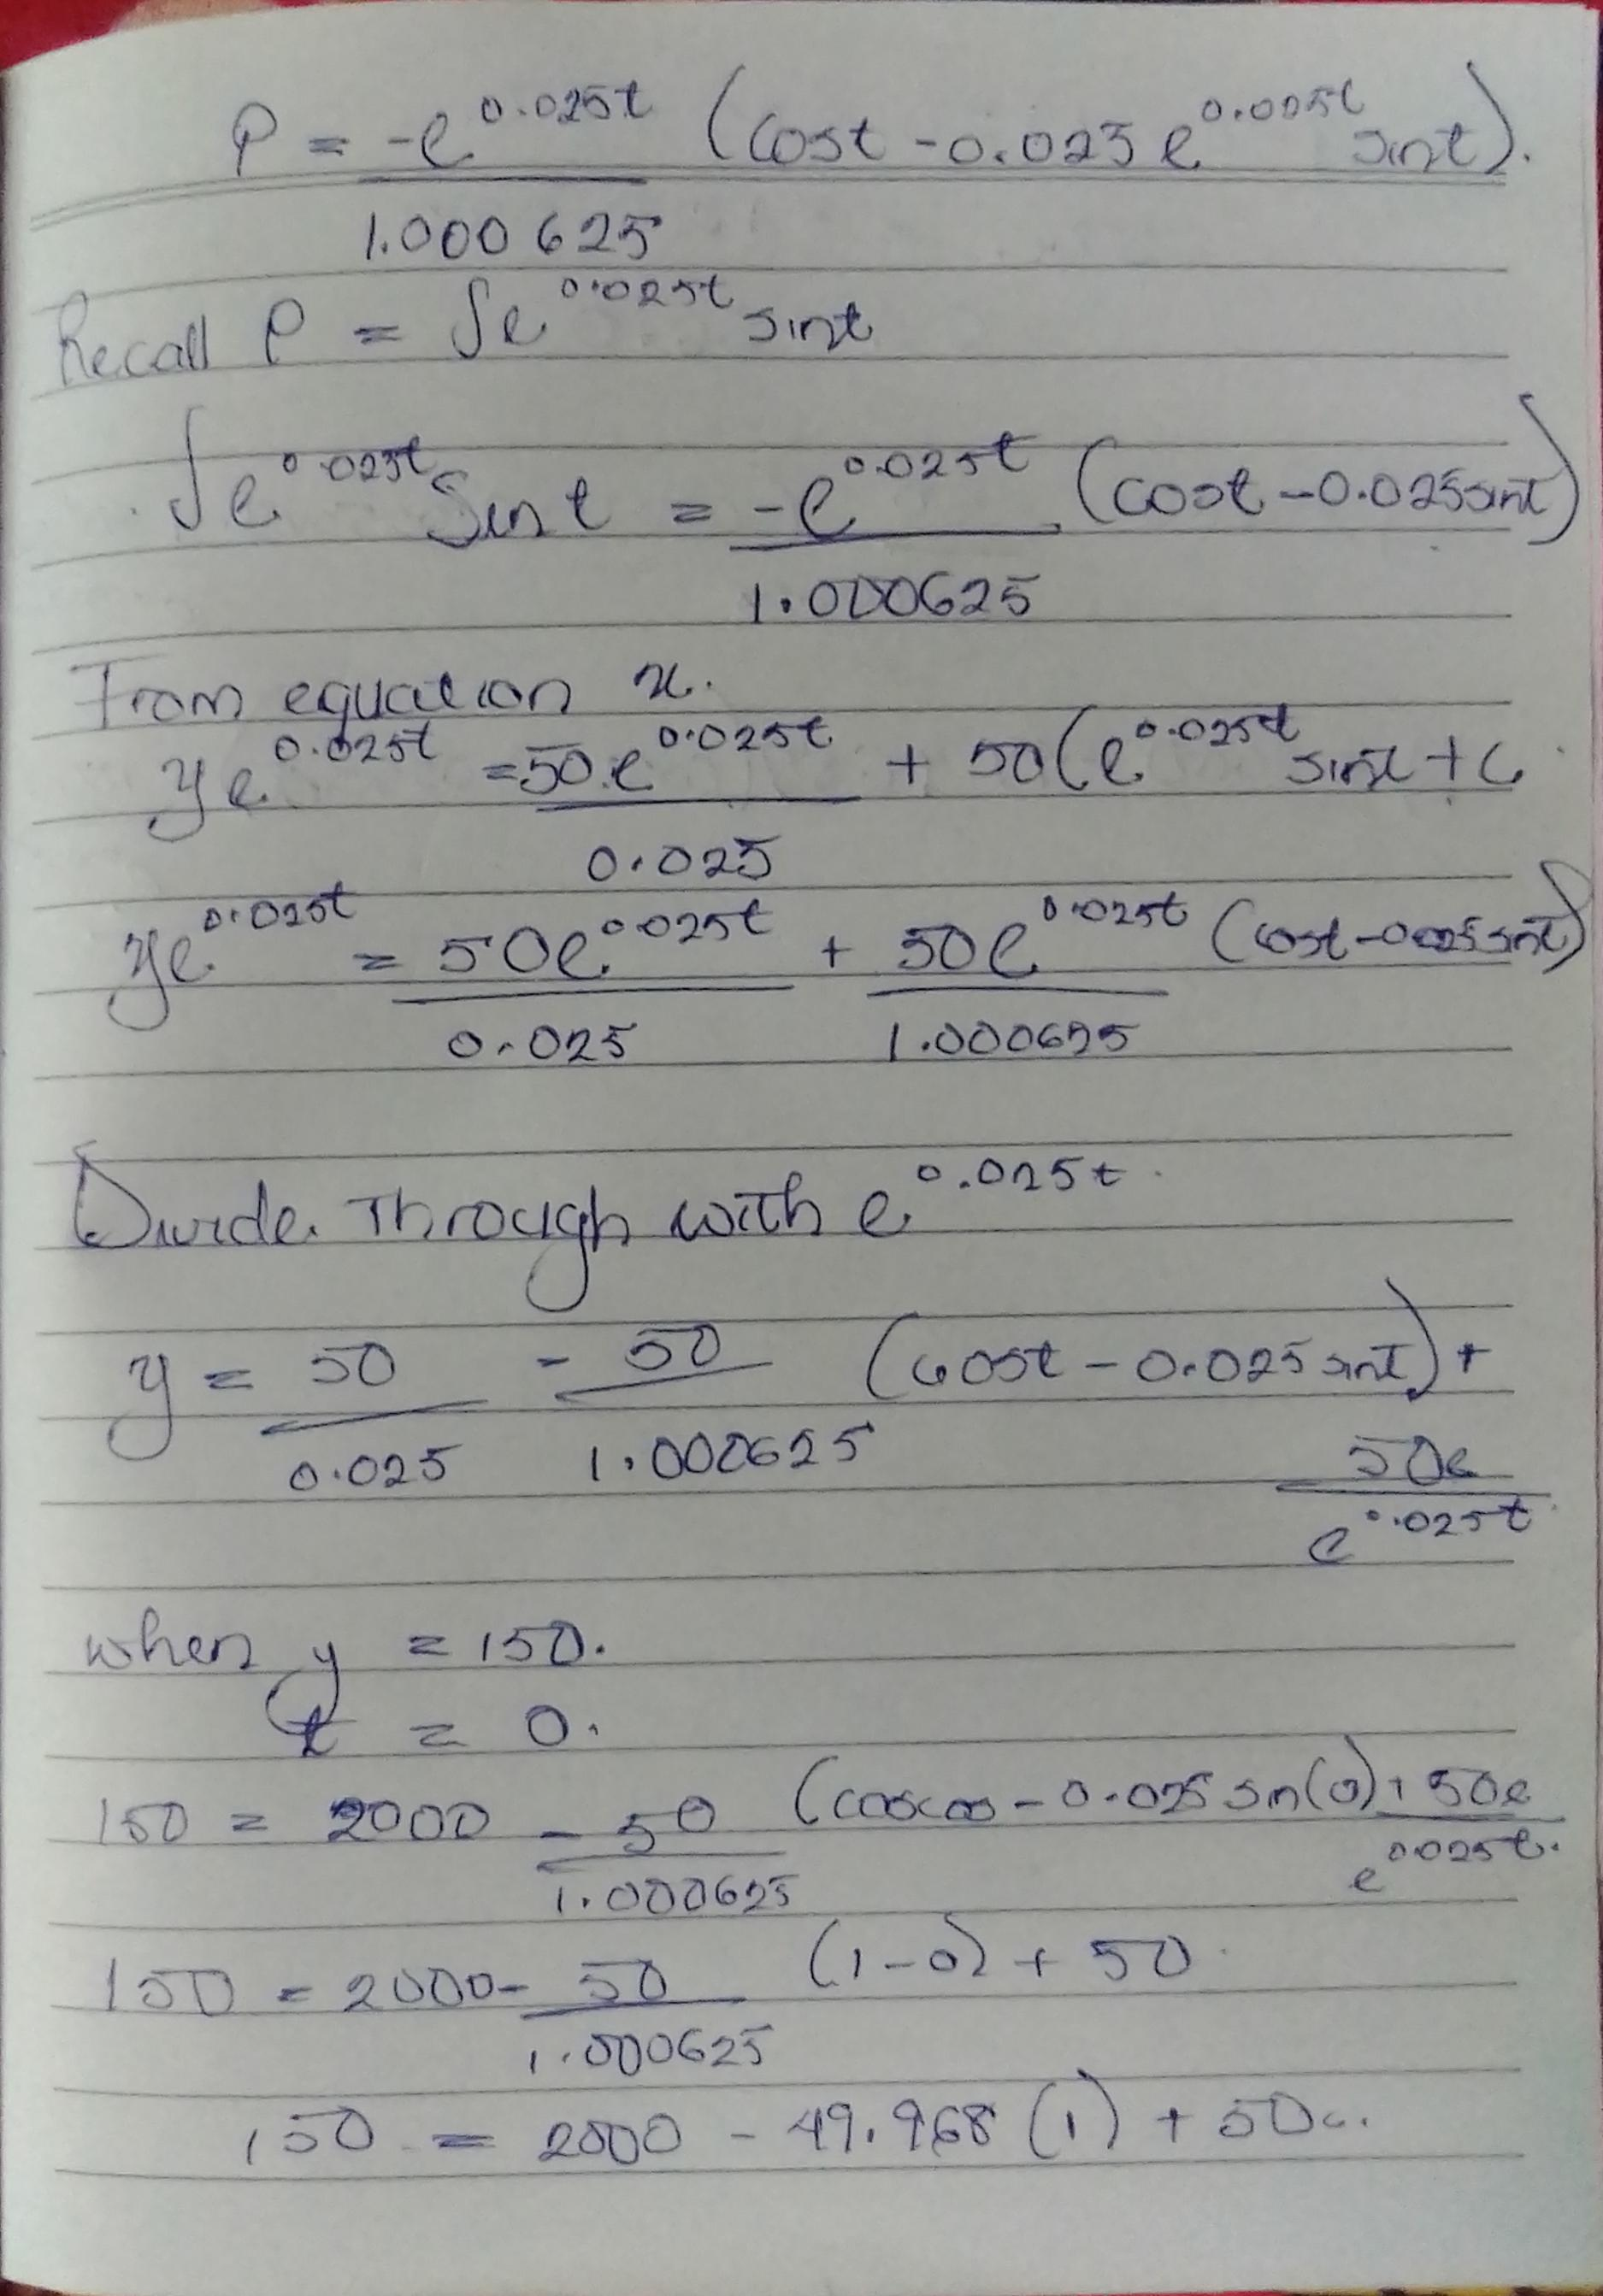 P = -e^0.025t (Cost - 0.025 e^0.025t sint).
1.000625
Recall P = ∫e^0.025t sint
∫e^0.025t Sint = -e^0.025t (cost - 0.025sint)
1.000625
From equation x.
ye^0.025t = 50.e^0.025t + 50(e^0.025t sint + c
0.025
ye^0.025t = 50e^0.025t + 50e^0.025t (cost - 0.025sint)
0.025 1.000625
Divide Through with e^0.025t.
y = 50 - 50 (cost - 0.025 sint) +
0.025 1.000625 50c
e^0.025t
when y = 150.
t = 0.
150 = 2000 - 50 (cos(0) - 0.025 sin(0) + 50c
1.000625 e^0.025t.
150 = 2000 - 50 (1-0) + 50
1.000625
150 = 2000 - 49.968 (1) + 50c.